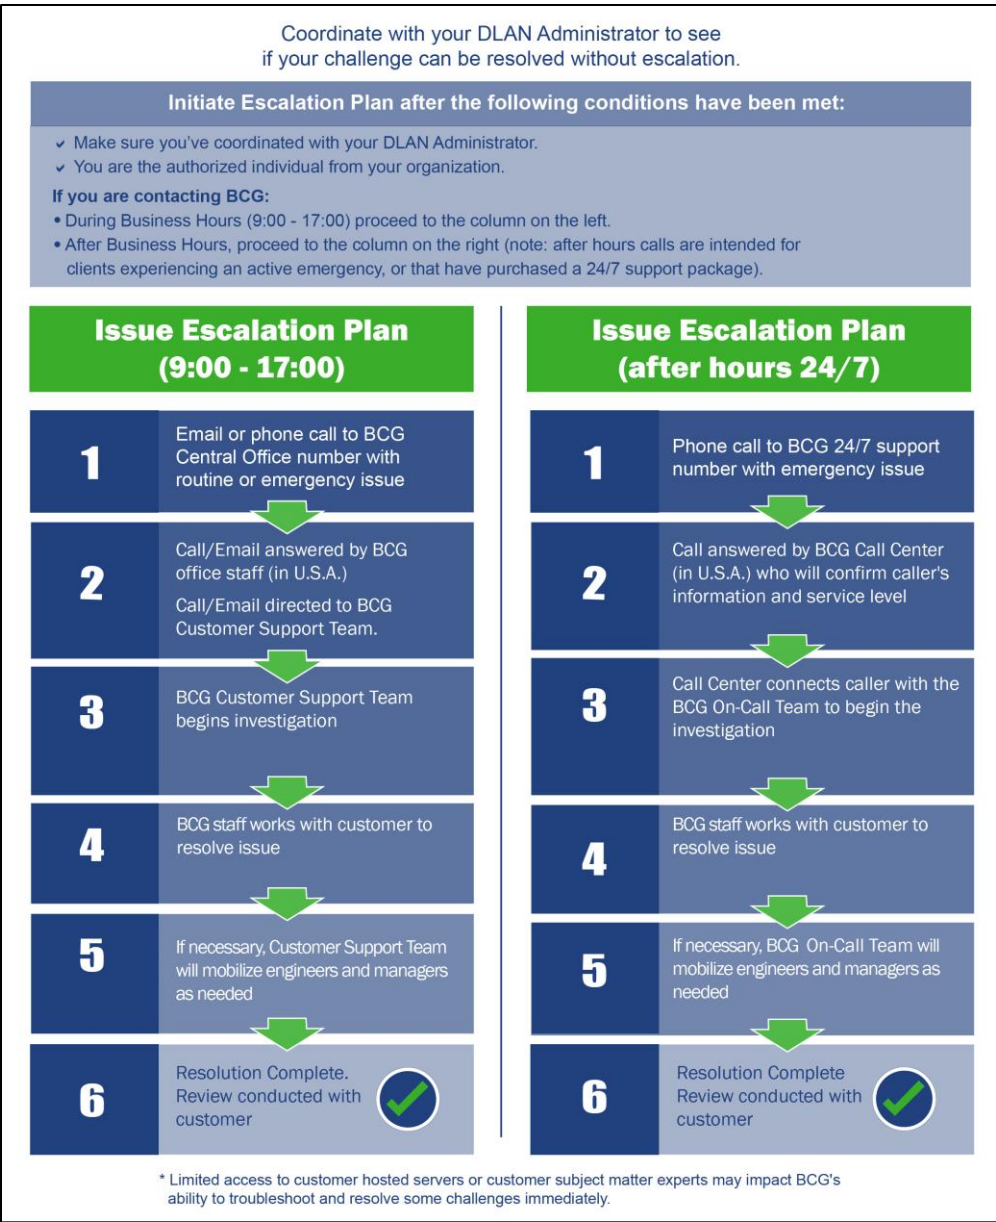 Coordinate with your DLAN Administrator to see
if your challenge can be resolved without escalation.
Initiate Escalation Plan after the following conditions have been met:
Make sure you've coordinated with your DLAN Administrator.
You are the authorized individual from your organization.
If you are contacting BCG:
• During Business Hours (9:00 - 17:00) proceed to the column on the left.
• After Business Hours, proceed to the column on the right (note: after hours calls are intended for
clients experiencing an active emergency, or that have purchased a 24/7 support package).
Issue Escalation Plan
(9:00 - 17:00)
1
Email or phone call to BCG
Central Office number with
routine or emergency issue
2
Call/Email answered by BCG
office staff (in U.S.A.)
Call/Email directed to BCG
Customer Support Team.
3
BCG Customer Support Team
begins investigation
4
BCG staff works with customer to
resolve issue
5
If necessary, Customer Support Team
will mobilize engineers and managers
as needed
6
Resolution Complete.
Review conducted with
customer
Issue Escalation Plan
(after hours 24/7)
1
Phone call to BCG 24/7 support
number with emergency issue
2
Call answered by BCG Call Center
(in U.S.A.) who will confirm caller's
information and service level
3
Call Center connects caller with the
BCG On-Call Team to begin the
investigation
4
BCG staff works with customer to
resolve issue
5
If necessary, BCG On-Call Team will
mobilize engineers and managers as
needed
6
Resolution Complete
Review conducted with
customer
* Limited access to customer hosted servers or customer subject matter experts may impact BCG's
ability to troubleshoot and resolve some challenges immediately.